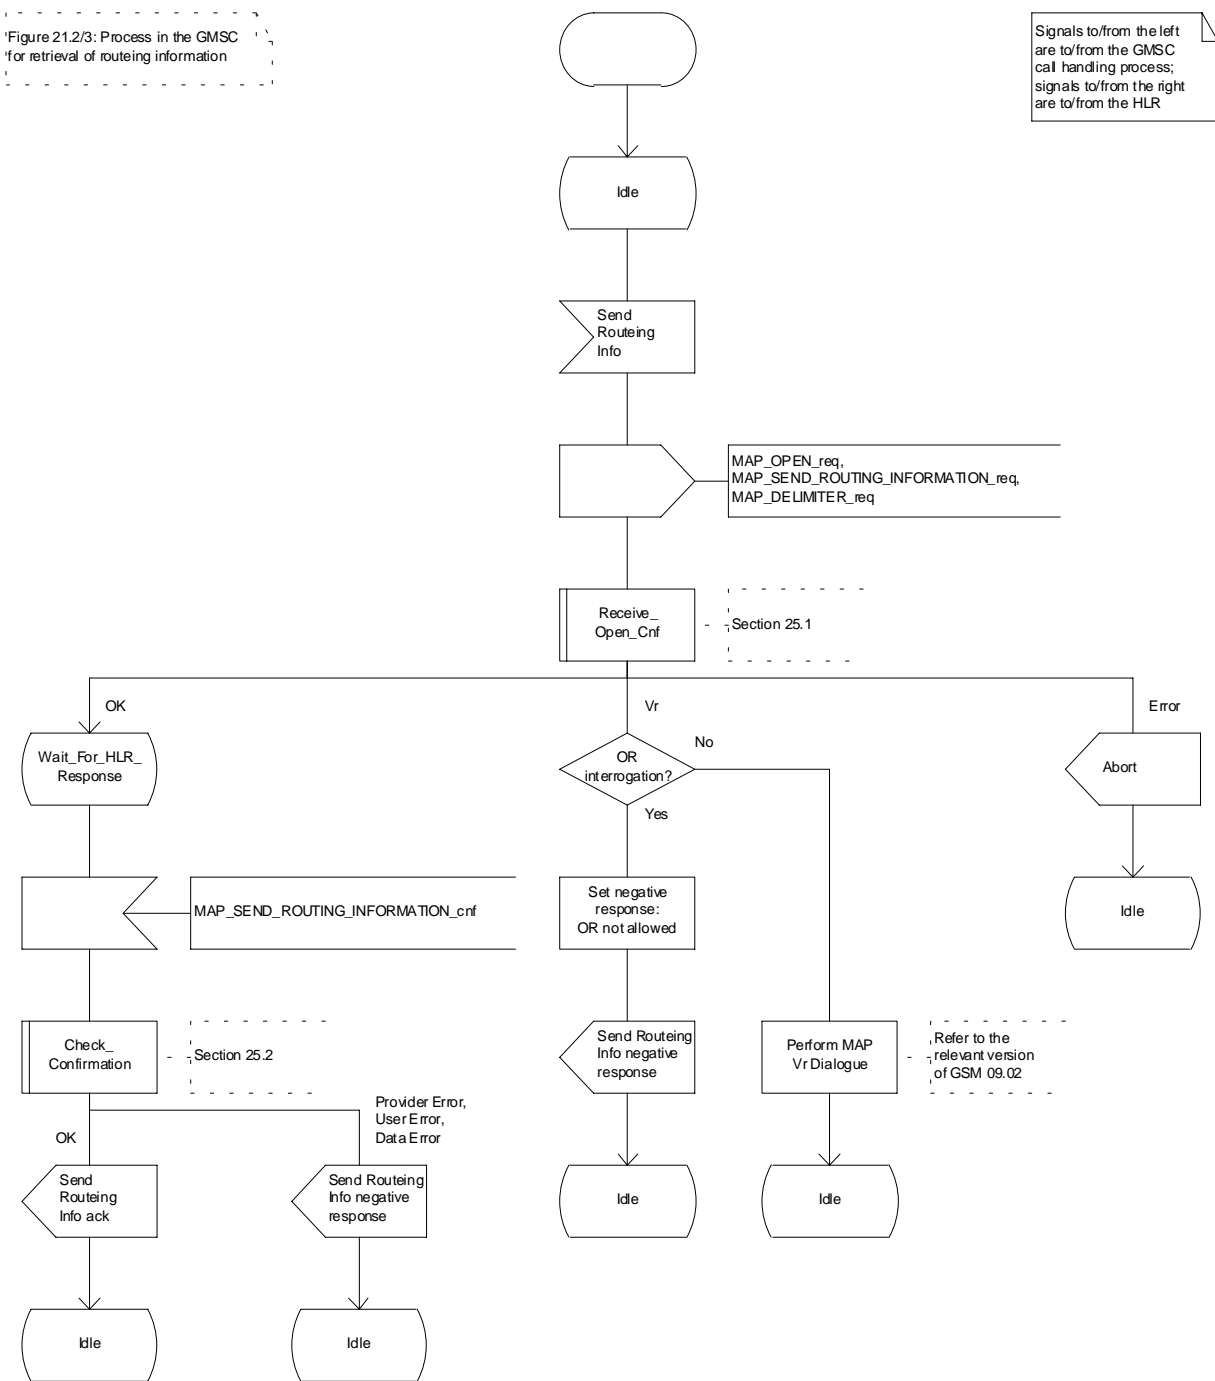 Figure 21.2/3: Process in the GMSC
for retrieval of routeing information
Signals to/from the left
are to/from the GMSC
call handling process;
signals to/from the right
are to/from the HLR
Idle
Send
Routeing
Info
MAP_OPEN_req,
MAP_SEND_ROUTING_INFORMATION_req,
MAP_DELIMITER_req
Receive_
Open_Cnf
Section 25.1
OK
Vr
Error
Wait_For_HLR_
Response
OR
interrogation?
No
Yes
Abort
MAP_SEND_ROUTING_INFORMATION_cnf
Set negative
response:
OR not allowed
Idle
Check_
Confirmation
Section 25.2
Send Routeing
Info negative
response
Perform MAP
Vr Dialogue
Refer to the
relevant version
of GSM 09.02
OK
Provider Error,
User Error,
Data Error
Send
Routeing
Info ack
Send Routeing
Info negative
response
Idle
Idle
Idle
Idle